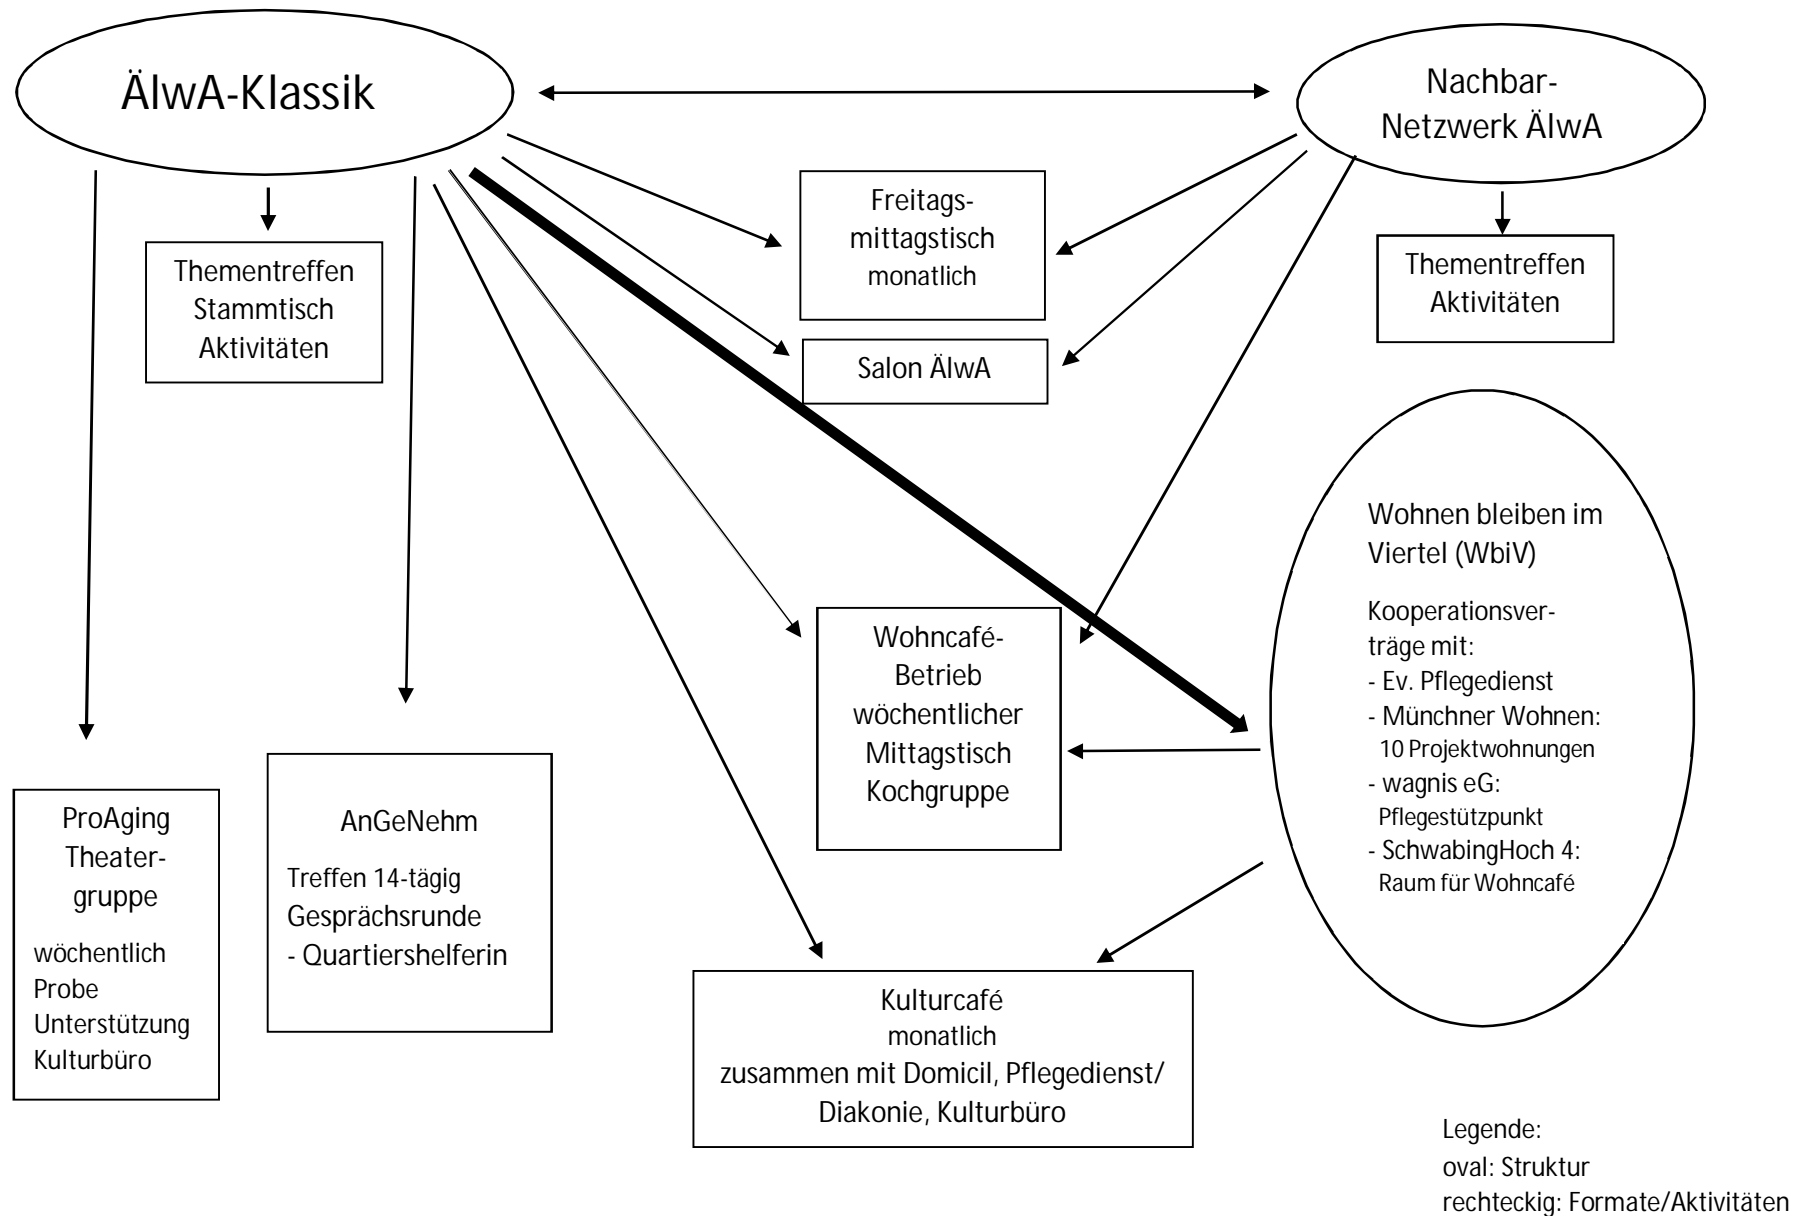 ÄlwA-Klassik
Nachbar-
Netzwerk ÄlwA
Freitags-
mittagstisch
monatlich
Thementreffen
Stammtisch
Aktivitäten
Thementreffen
Aktivitäten
Salon ÄlwA
Wohnen bleiben im
Viertel (WbiV)
Kooperationsver-
träge mit:
- Ev. Pflegedienst
- Münchner Wohnen:
10 Projektwohnungen
- wagnis eG:
Pflegestützpunkt
- SchwabingHoch 4:
Raum für Wohncafé
Wohncafé-
Betrieb
wöchentlicher
Mittagstisch
Kochgruppe
ProAging
Theater-
gruppe
wöchentlich
Probe
Unterstützung
Kulturbüro
AnGeNehm
Treffen 14-tägig
Gesprächsrunde
- Quartiershelferin
Kulturcafé
monatlich
zusammen mit Domicil, Pflegedienst/
Diakonie, Kulturbüro
Legende:
oval: Struktur
rechteckig: Formate/Aktivitäten